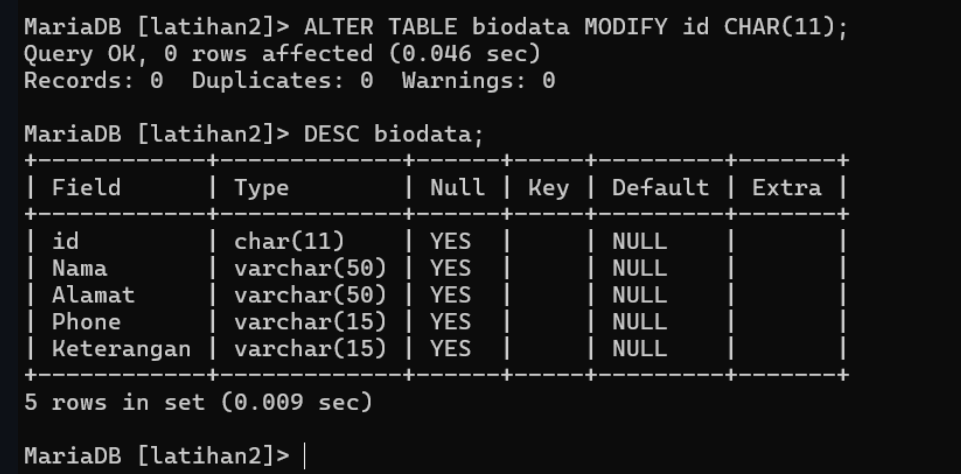 MariaDB [latihan2]> ALTER TABLE biodata MODIFY id CHAR(11);
Query OK, 0 rows affected (0.046 sec)
Records: 0  Duplicates: 0  Warnings: 0

MariaDB [latihan2]> DESC biodata;
+------------+-------------+------+-----+---------+-------+
| Field      | Type        | Null | Key | Default | Extra |
+------------+-------------+------+-----+---------+-------+
| id         | char(11)    | YES  |     | NULL    |       |
| Nama       | varchar(50) | YES  |     | NULL    |       |
| Alamat     | varchar(50) | YES  |     | NULL    |       |
| Phone      | varchar(15) | YES  |     | NULL    |       |
| Keterangan | varchar(15) | YES  |     | NULL    |       |
+------------+-------------+------+-----+---------+-------+
5 rows in set (0.009 sec)

MariaDB [latihan2]>